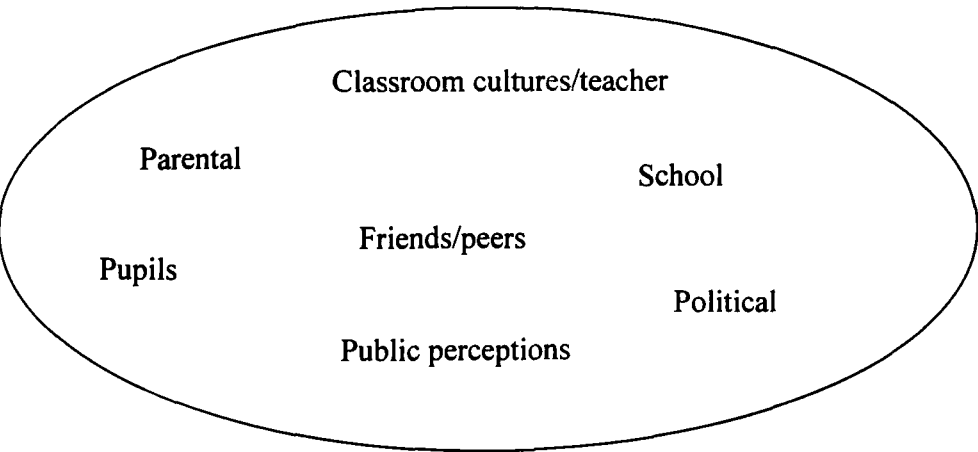 Classroom cultures/teacher
Parental
School
Friends/peers
Pupils
Political
Public perceptions